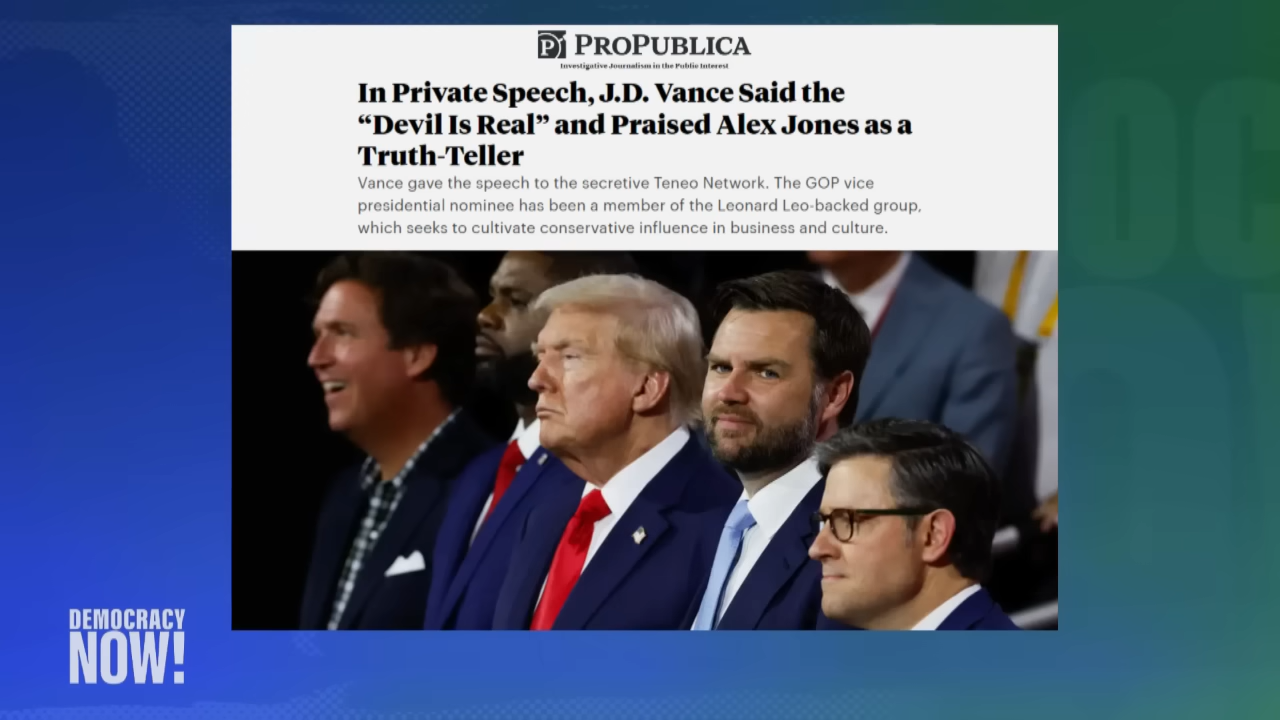 PROPUBLICA
Investigative Journalism in the Public Interest
In Private Speech, J.D. Vance Said the
“Devil Is Real” and Praised Alex Jones as a
Truth-Teller
Vance gave the speech to the secretive Teneo Network. The GOP vice
presidential nominee has been a member of the Leonard Leo-backed group,
which seeks to cultivate conservative influence in business and culture.
DEMOCRACY
NOW!